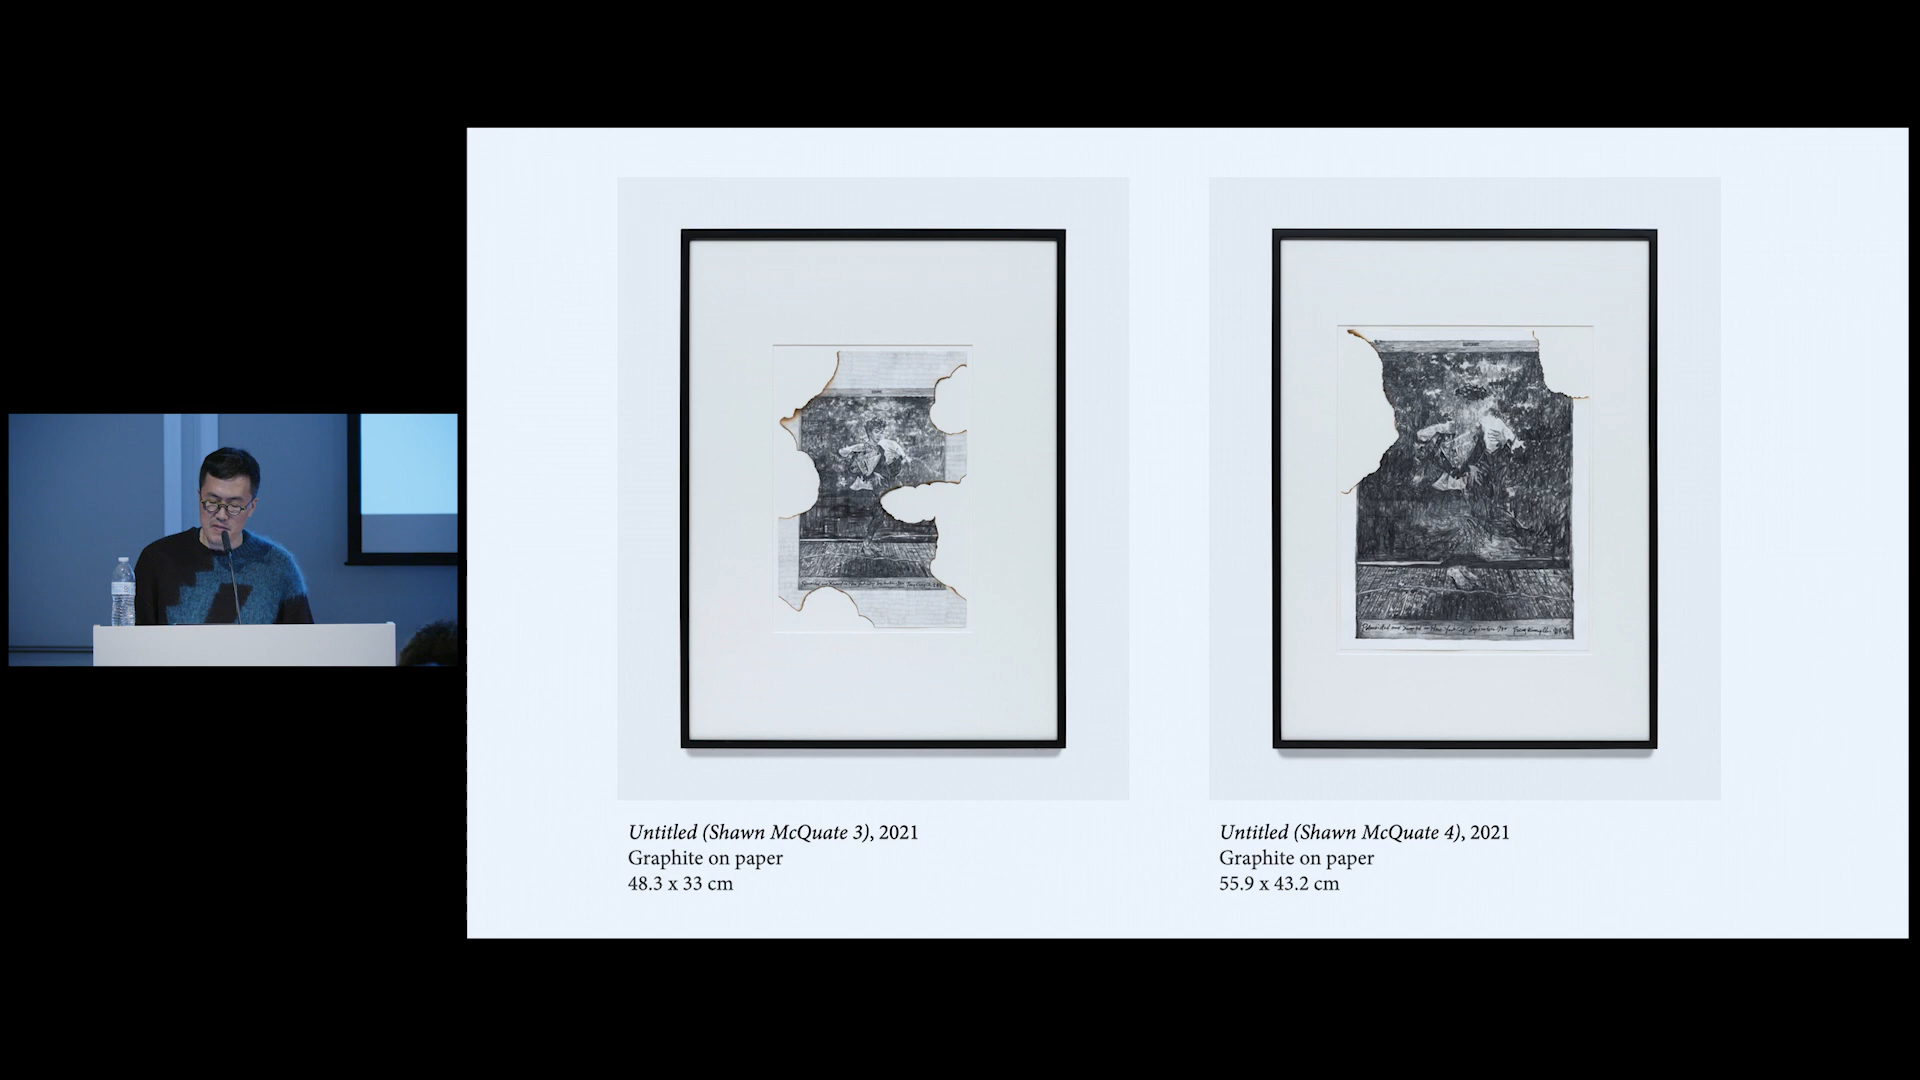 Untitled (Shawn McQuate 3), 2021
Graphite on paper
48.3 x 33 cm
Untitled (Shawn McQuate 4), 2021
Graphite on paper
55.9 x 43.2 cm